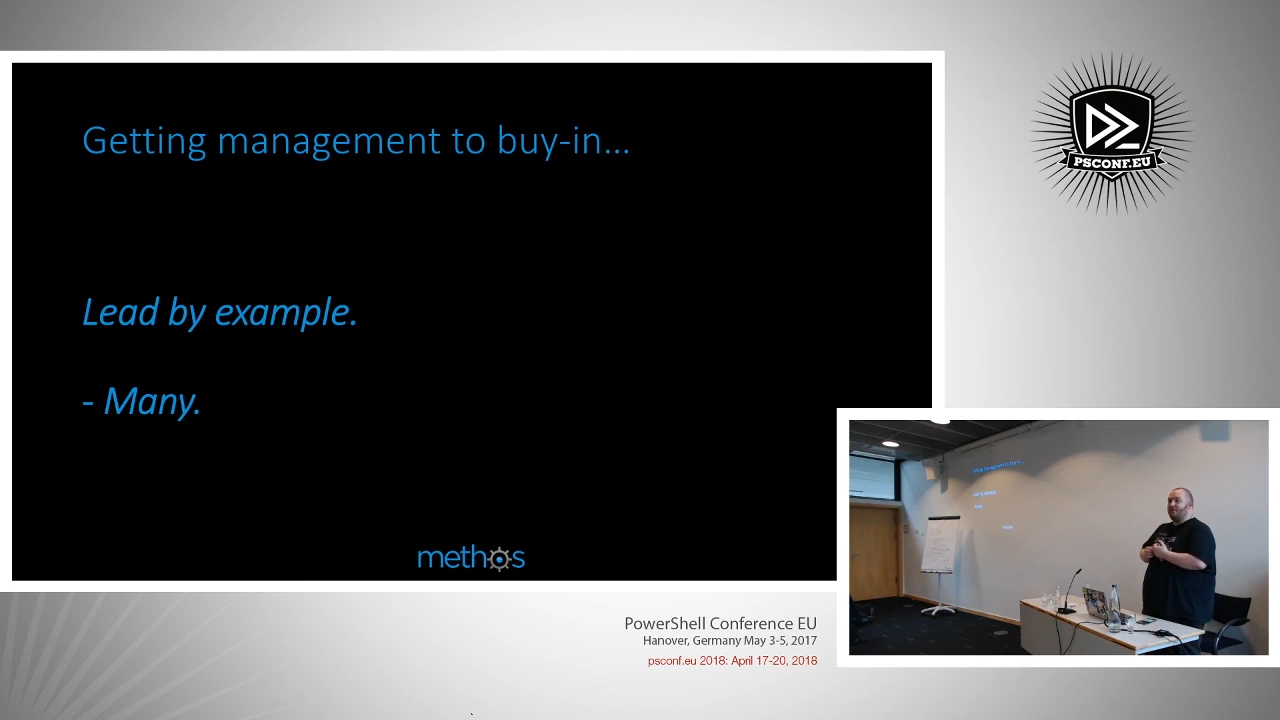 Getting management to buy-in...
Lead by example.
- Many.
methos
PSCONF.EU
PowerShell Conference EU
Hanover, Germany May 3-5, 2017
psconf.eu 2018: April 17-20, 2018